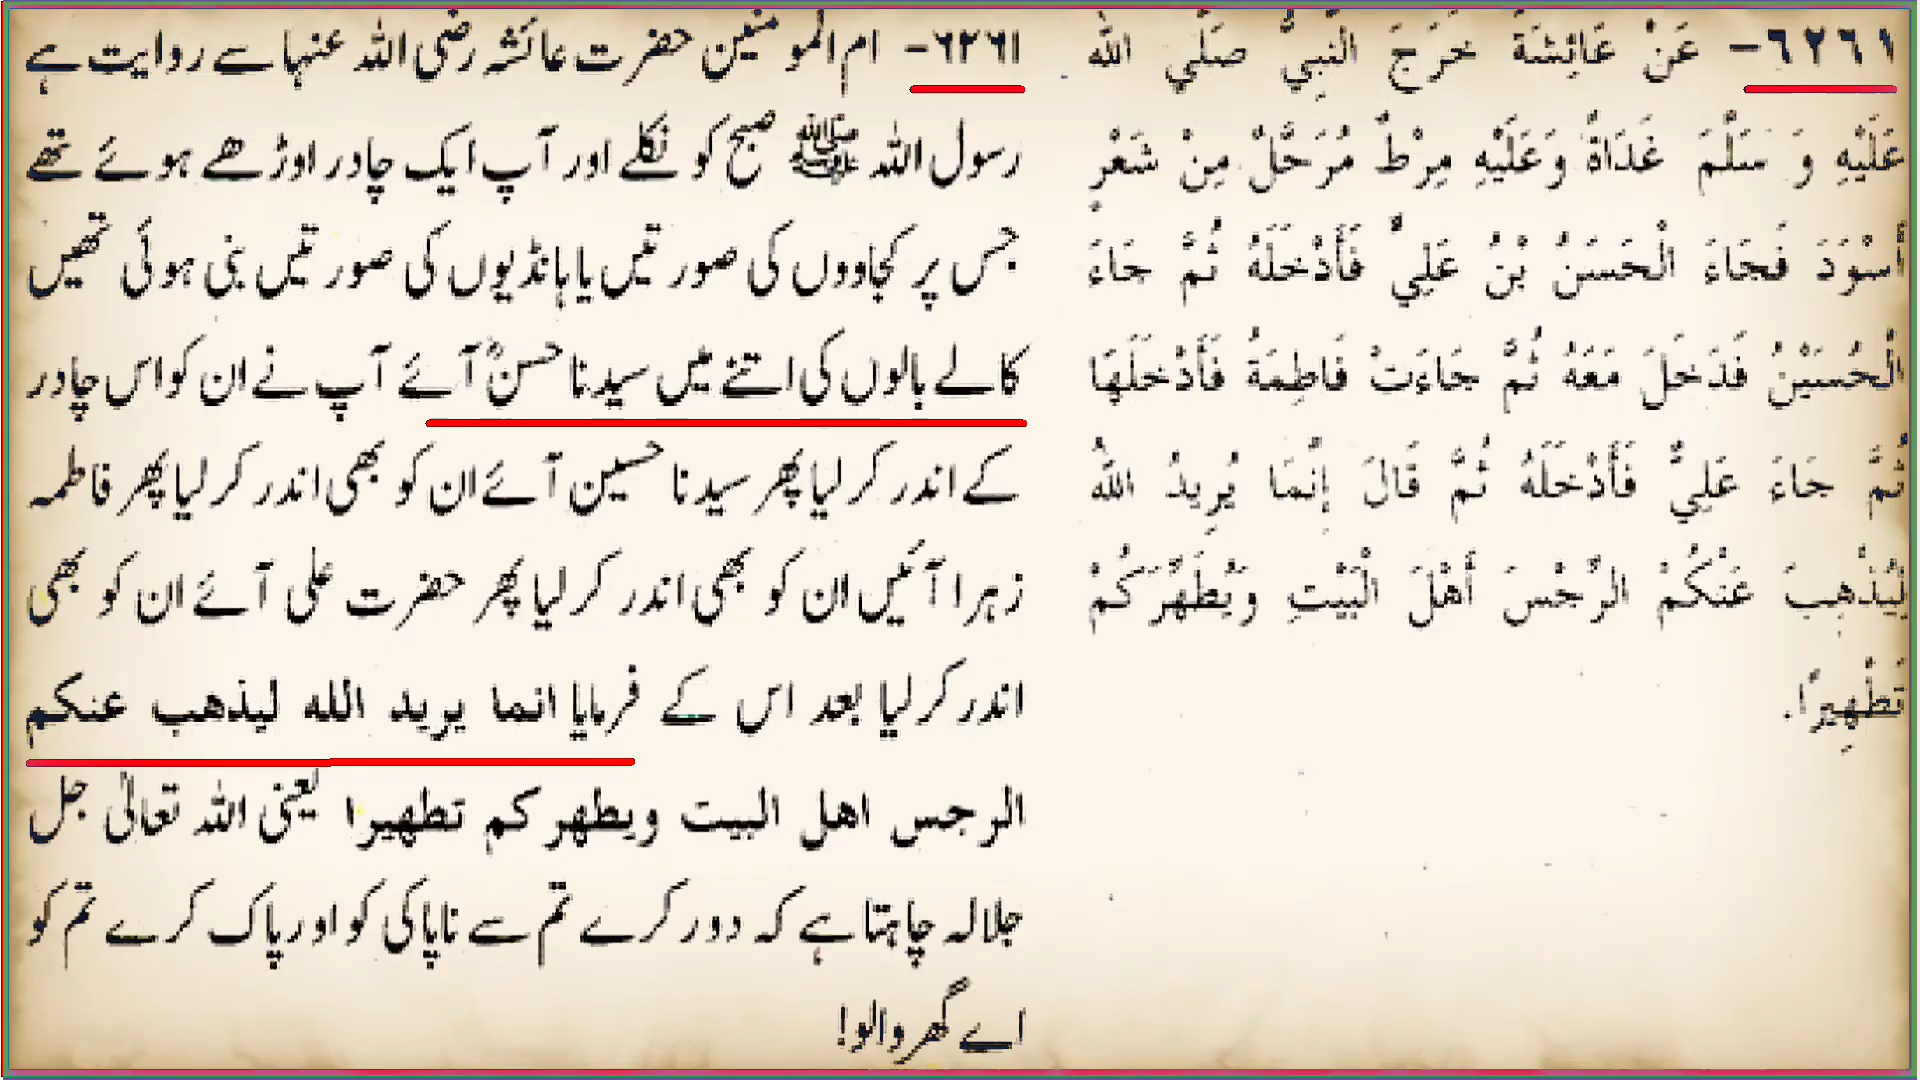 ٦٢٦١- عَنْ عَائِشَةَ خَرَجَ النَّبِيُّ صَلَّي اللہ
عَلَيْهِ وَ سَلَّمَ غَدَاةً وَعَلَيْهِ مِرْطٌ مُرَحَّلٌ مِنْ شَعْرٍ
أَسْوَدَ فَجَاءَ الْحَسَنُ بْنُ عَلِيٍّ فَأَدْخَلَهُ ثُمَّ جَاءَ
الْحُسَيْنُ فَدَخَلَ مَعَهُ ثُمَّ جَاءَتْ فَاطِمَةُ فَأَدْخَلَهَا
ثُمَّ جَاءَ عَلِيٌّ فَأَدْخَلَهُ ثُمَّ قَالَ إِنَّمَا يُرِيدُ اللهُ
لِيُذْهِبَ عَنْكُمْ الرِّجْسَ أَهْلَ الْبَيْتِ وَيُطَهِّرَكُمْ
تَطْهِيرًا.
٦٢٦١- ام المومنین حضرت عائشہ رضی اللہ عنہا سے روایت ہے
رسول اللہ ﷺ صبح کو نکلے اور آپ ایک چادر اوڑھے ہوئے تھے
جس پر کجاووں کی صورتیں یا ہانڈیوں کی صورتیں بنی ہوئی تھیں
کالے بالوں کی اتنے میں سیدنا حسنؓ آئے آپ نے ان کو اس چادر
کے اندر کر لیا پھر سیدنا حسین آئے ان کو بھی اندر کر لیا پھر فاطمہ
زہرا آئیں ان کو بھی اندر کر لیا پھر حضرت علی آئے ان کو بھی
اندر کر لیا بعد اس کے فرمایا انما یرید اللہ لیذھب عنکم
الرجس اھل البیت ویطھر کم تطھیرا یعنی اللہ تعالٰی جل
جلالہ چاہتا ہے کہ دور کرے تم سے ناپاکی کو اور پاک کرے تم کو
اے گھر والو!